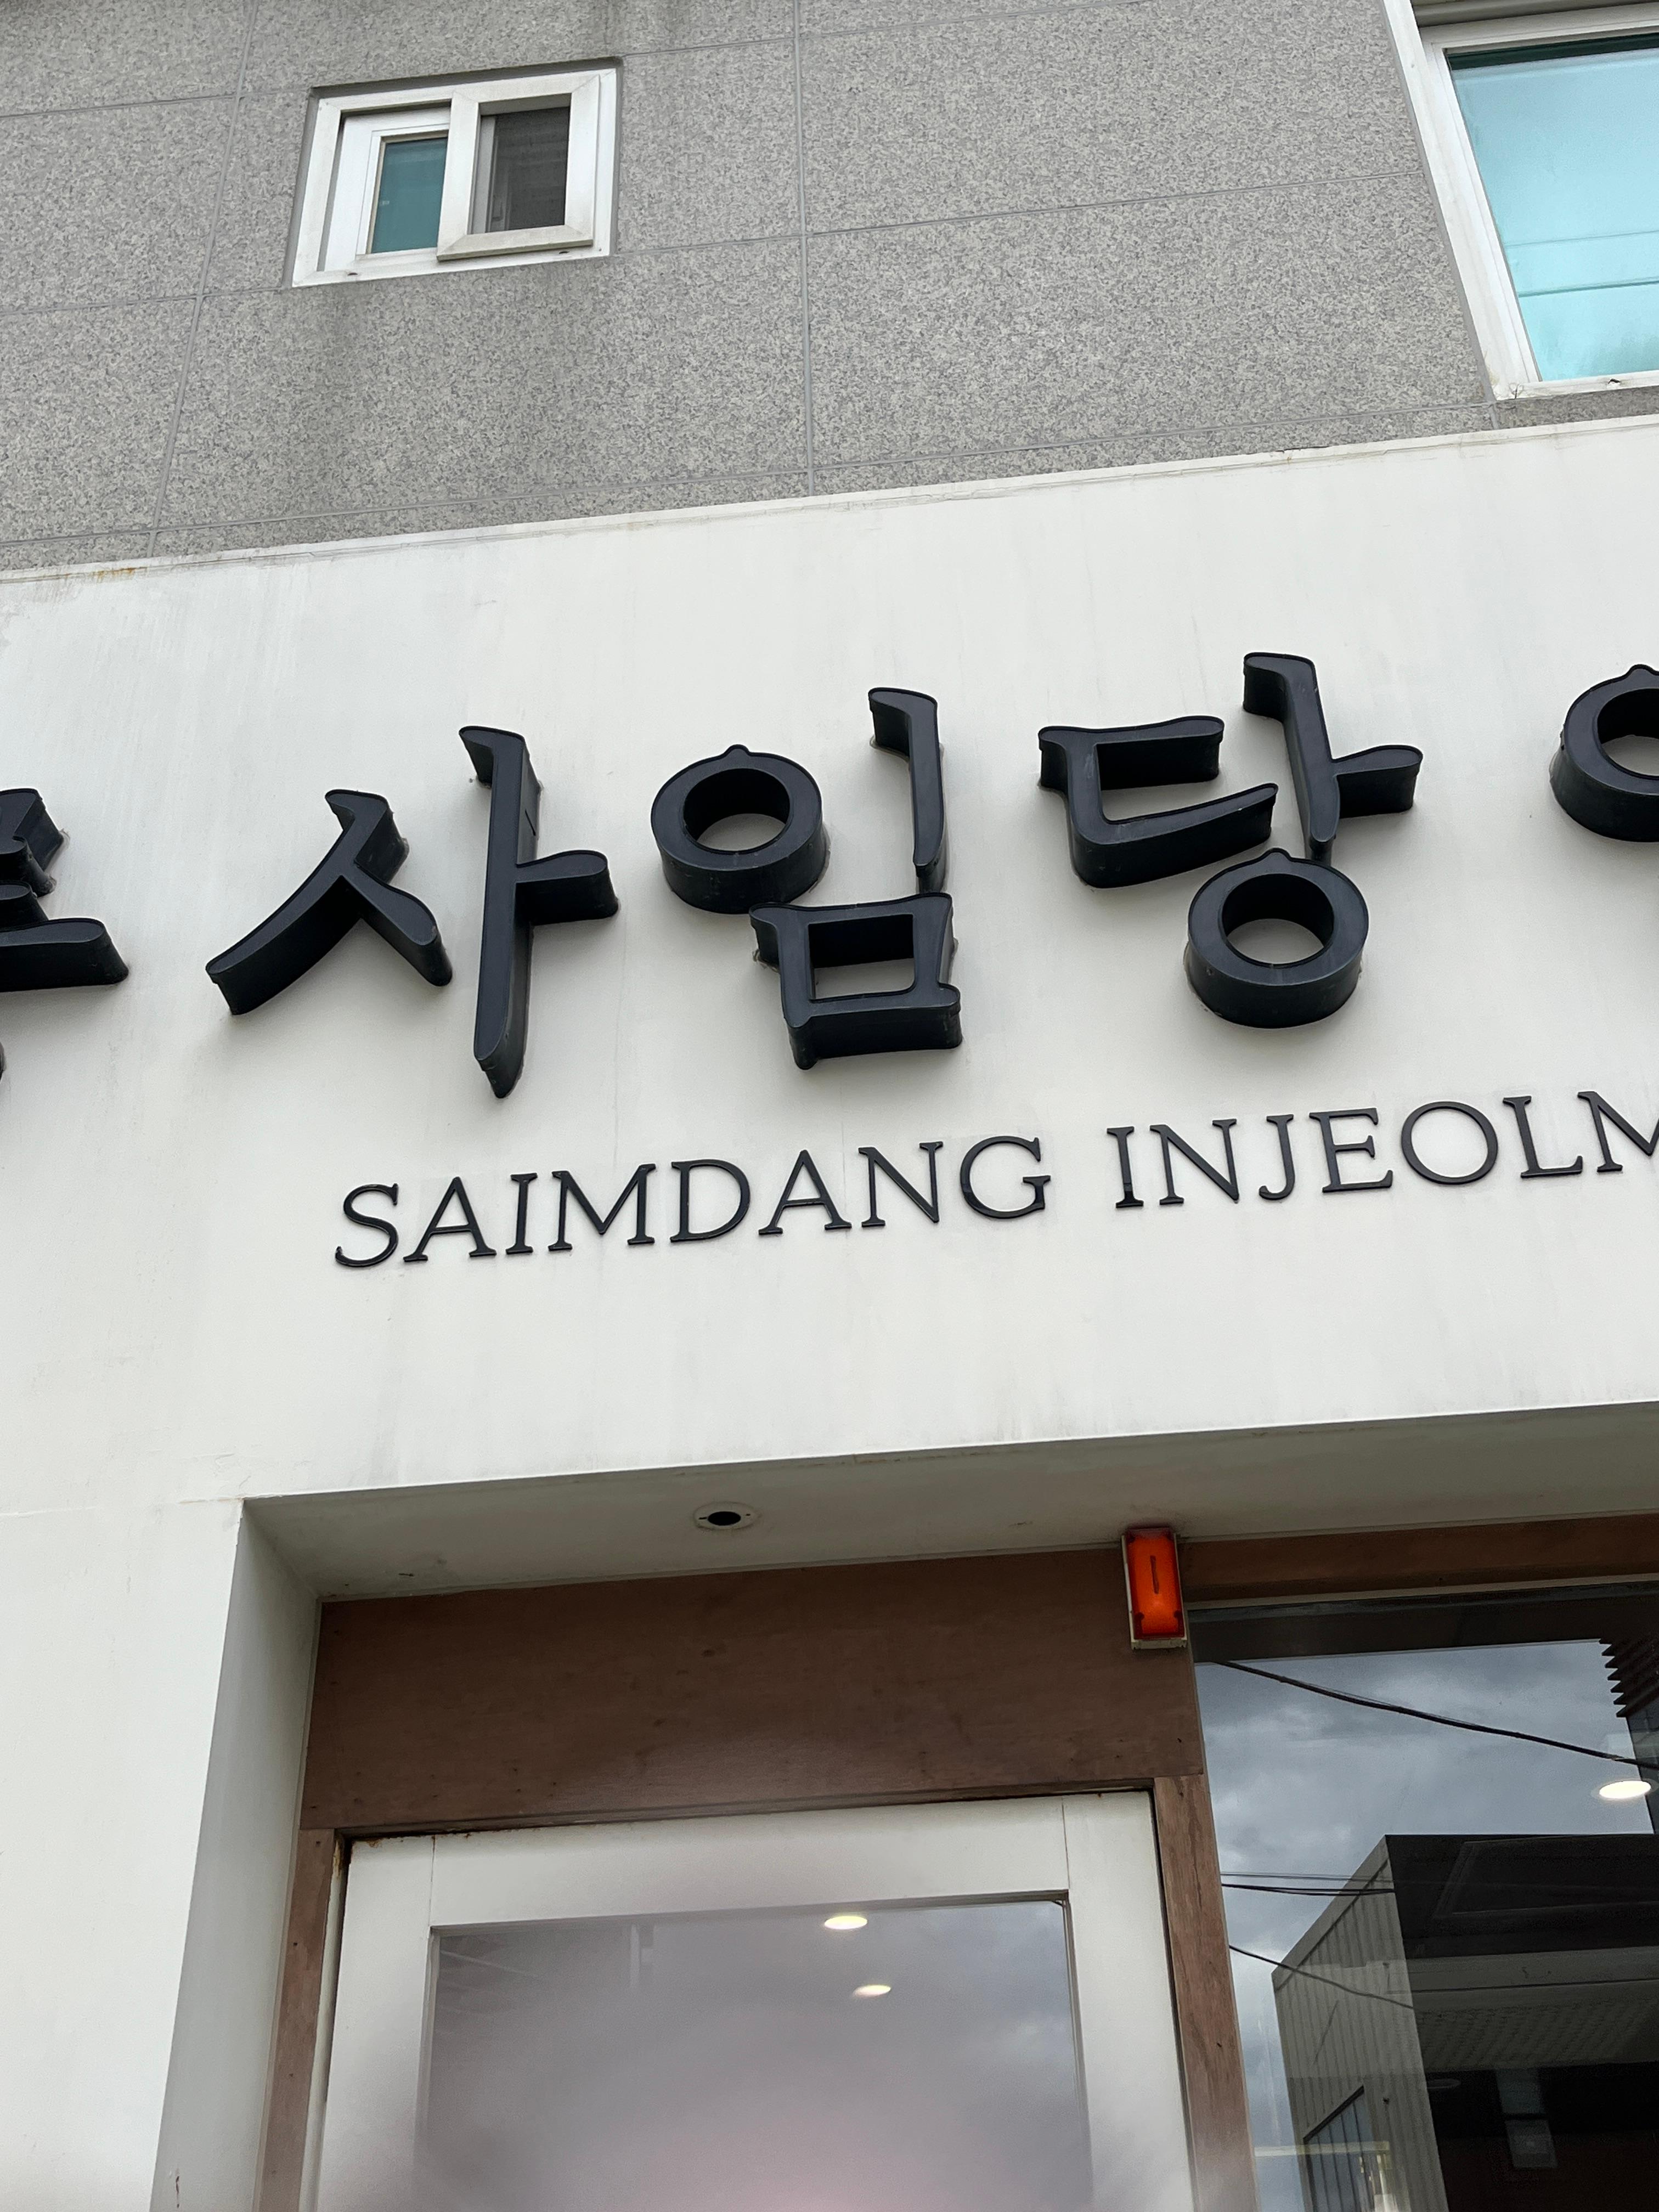 사임당
SAIMDANG INJEOLM